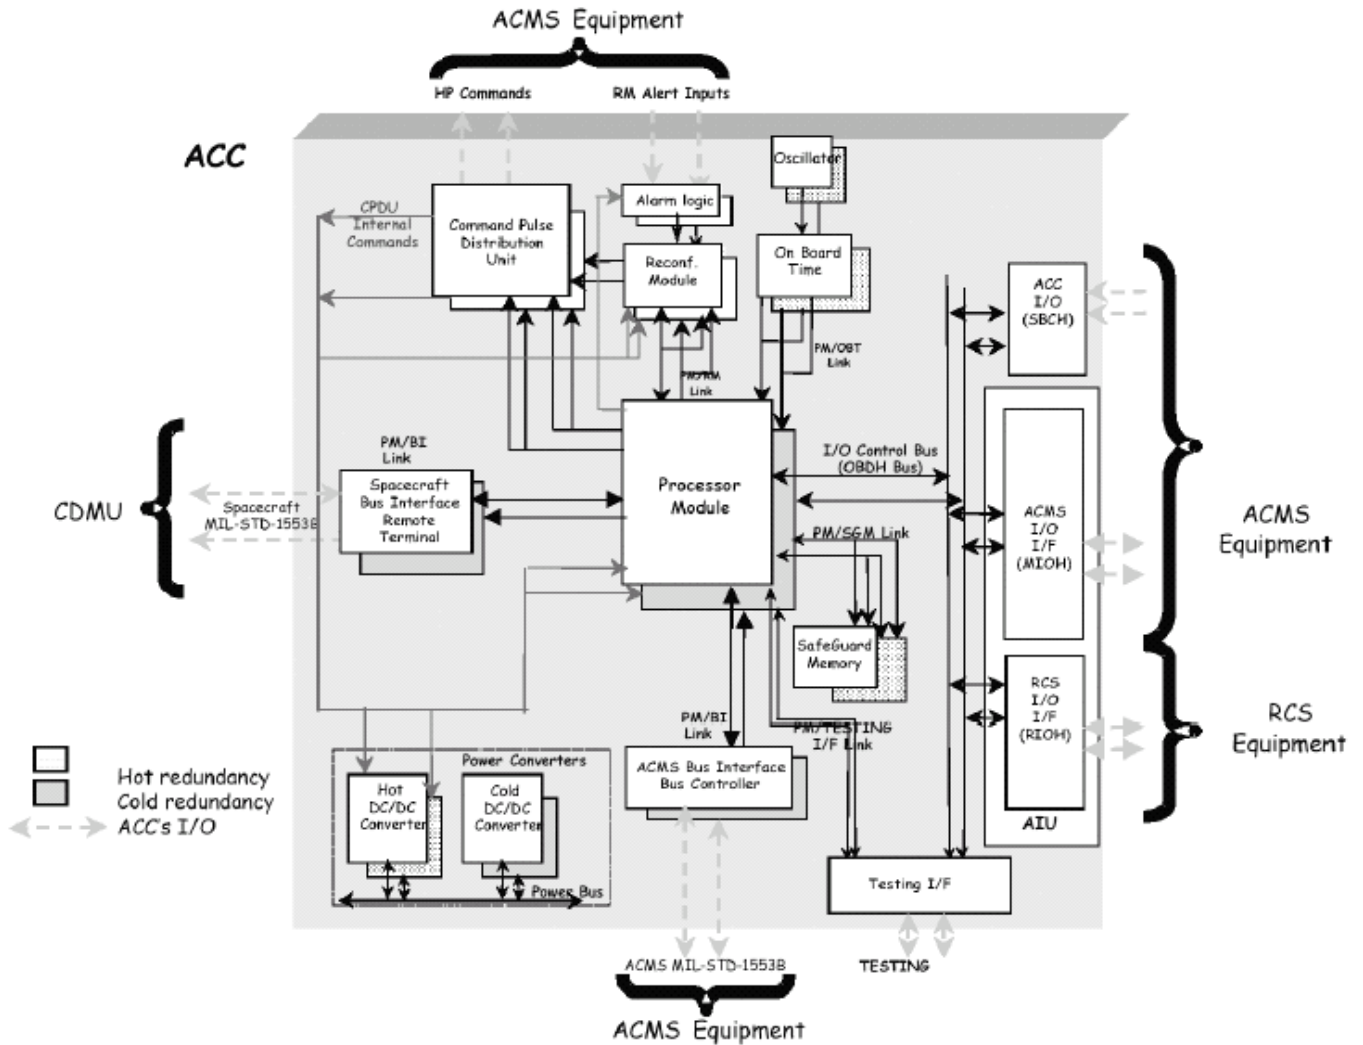 ACMS Equipment
HP Commands
RM Alert Inputs
ACC
Oscillator
CPDU
Internal
Commands
Command Pulse
Distribution
Unit
Alarm logic
Reconf.
Module
On Board
Time
ACC
I/O
(SBCH)
PM/OBT
Link
PM/RM
Link
PM/BI
Link
I/O Control Bus
(OBDH Bus)
CDMU
Spacecraft
MIL-STD-1553B
Spacecraft
Bus Interface
Remote
Terminal
Processor
Module
ACMS
I/O
I/F
(MIOH)
ACMS
Equipment
PM/SGM Link
SafeGuard
Memory
RCS
I/O
I/F
(RIOH)
RCS
Equipment
PM/BI
Link
PM/TESTING
I/F Link
Hot redundancy
Cold redundancy
ACC's I/O
Power Converters
Hot
DC/DC
Converter
Cold
DC/DC
Converter
Power Bus
ACMS Bus Interface
Bus Controller
AIU
Testing I/F
ACMS MIL-STD-1553B
TESTING
ACMS Equipment